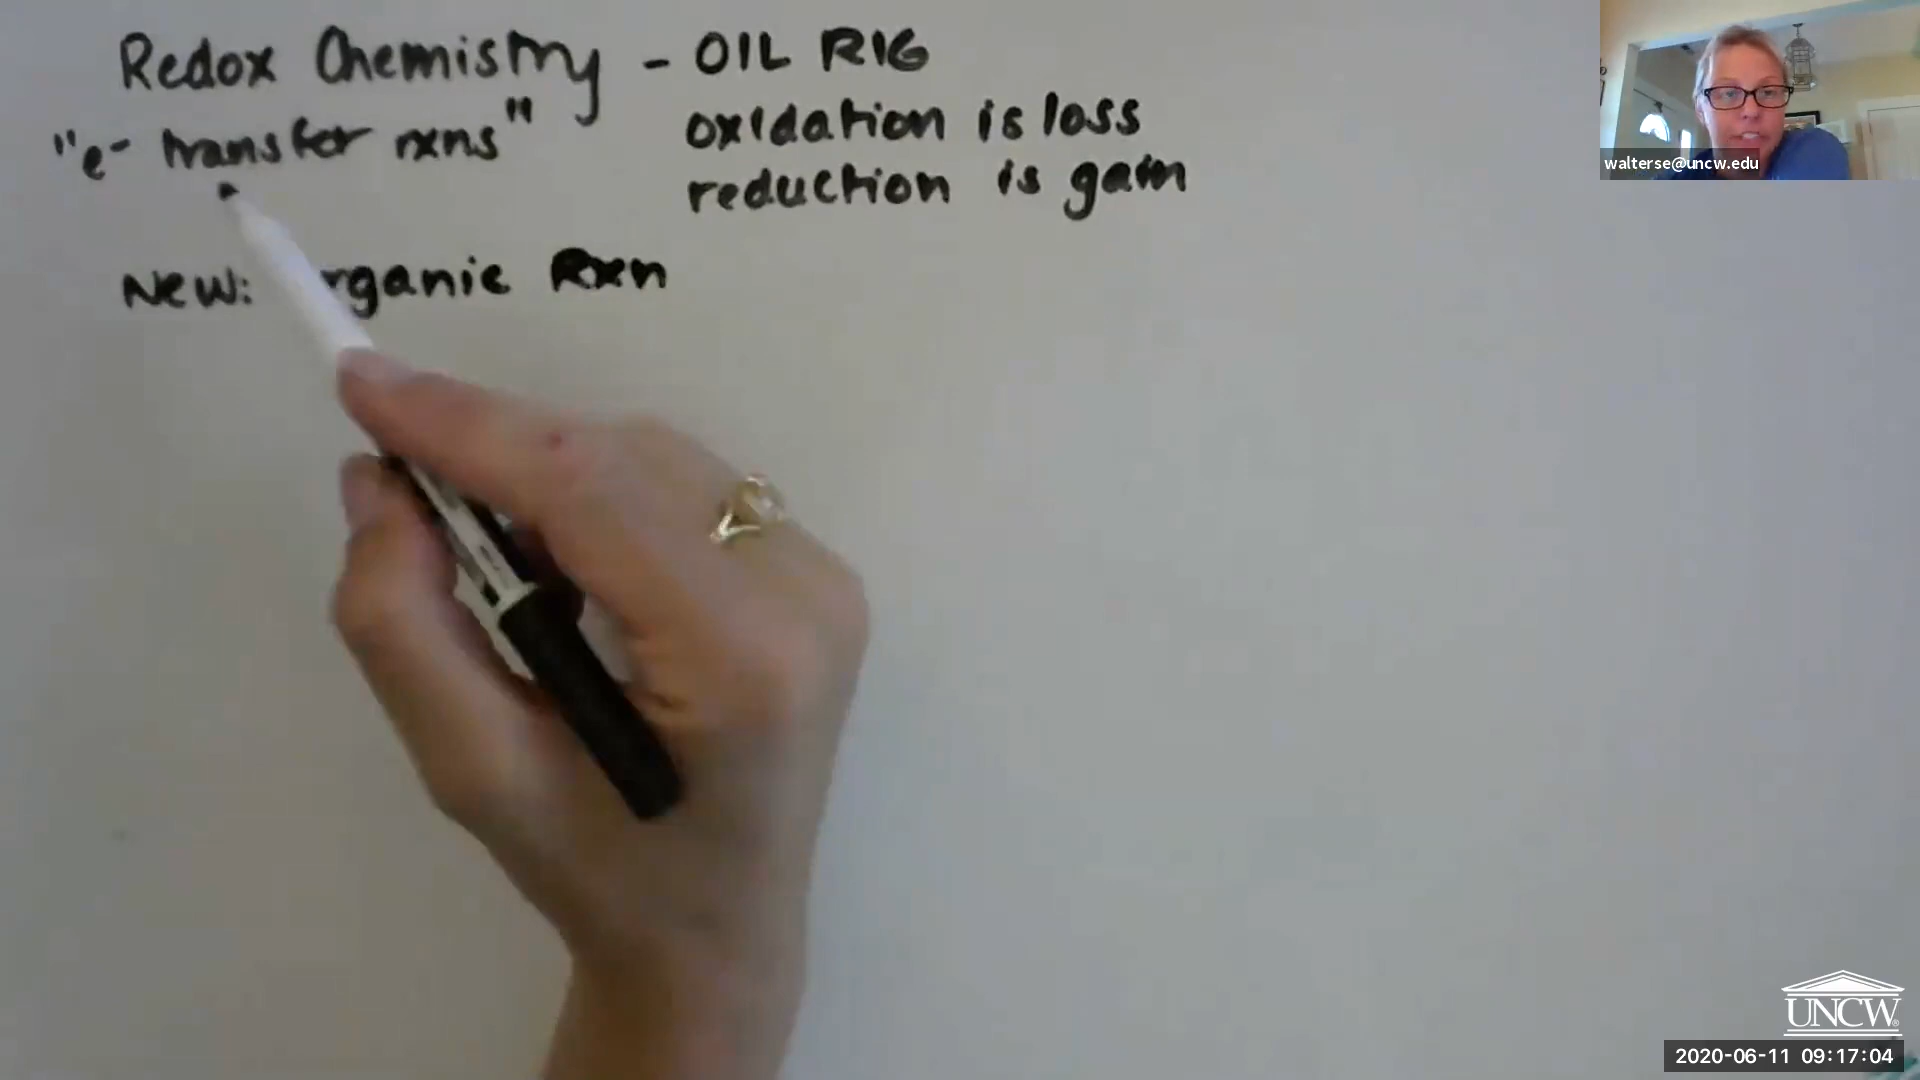 Redox Chemistry - OIL RIG
"e- transfer rxns"
oxidation is loss
reduction is gain
New: organic Rxn
walterse@uncw.edu
UNCW
2020-06-11 09:17:04